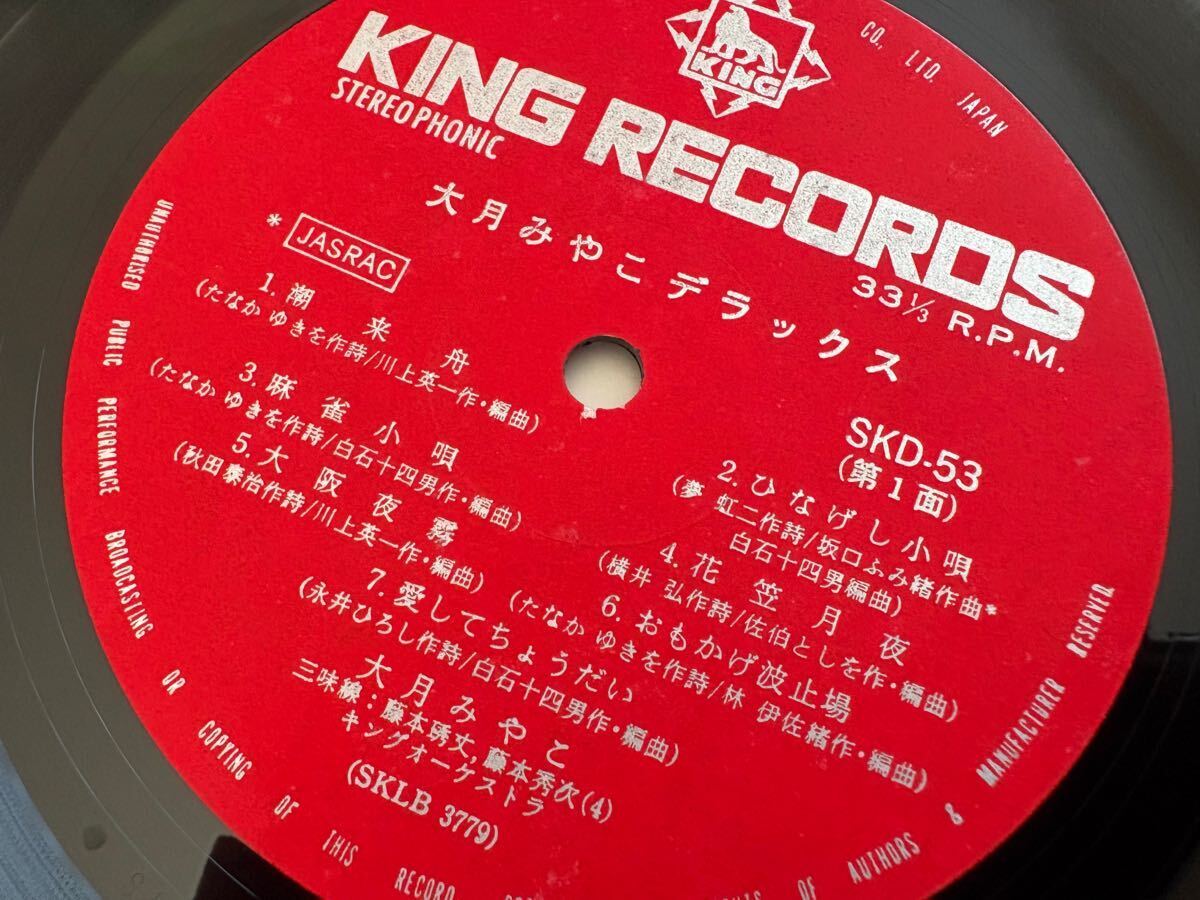 CO., LTD. JAPAN
KING
KING RECORDS
STEREOPHONIC
33 1/3 R.P.M.
大月みやこデラックス
* JASRAC
SKD-53
(第1面)
1. 潮来舟
(たなか ゆきを作詩/川上英一作・編曲)
2. ひなげし小唄
(夢 虹二作詩/坂口ふみ緒作曲*
白石十四男編曲)
3. 麻雀小唄
(たなか ゆきを作詩/白石十四男作・編曲)
4. 花笠月夜
(横井 弘作詩/佐伯としを作・編曲)
5. 大阪夜霧
(秋田泰治作詩/川上英一作・編曲)
6. おもかげ波止場
(たなか ゆきを作詩/林 伊佐緒作・編曲)
7. 愛してちょうだい
(永井ひろし作詩/白石十四男作・編曲)
大月みやこ
三味線:藤本琇丈, 藤本秀次(4)
キングオーケストラ
(SKLB 3779)
UNAUTHORISED PUBLIC PERFORMANCE BROADCASTING OR COPYING OF THIS RECORD
OF AUTHORS & MANUFACTURER RESERVED